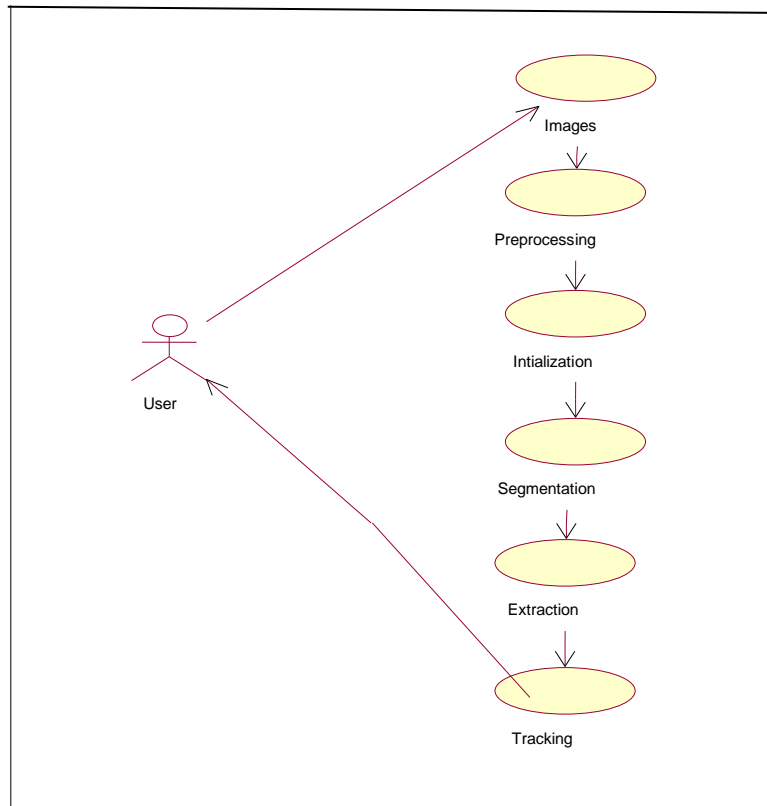 Images
Preprocessing
Intialization
User
Segmentation
Extraction
Tracking